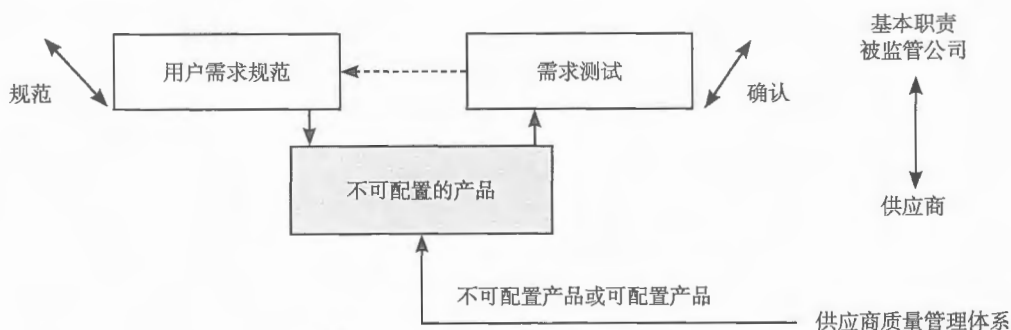 基本职责
被监管公司
用户需求规范
需求测试
规范
确认
不可配置的产品
供应商
不可配置产品或可配置产品
供应商质量管理体系